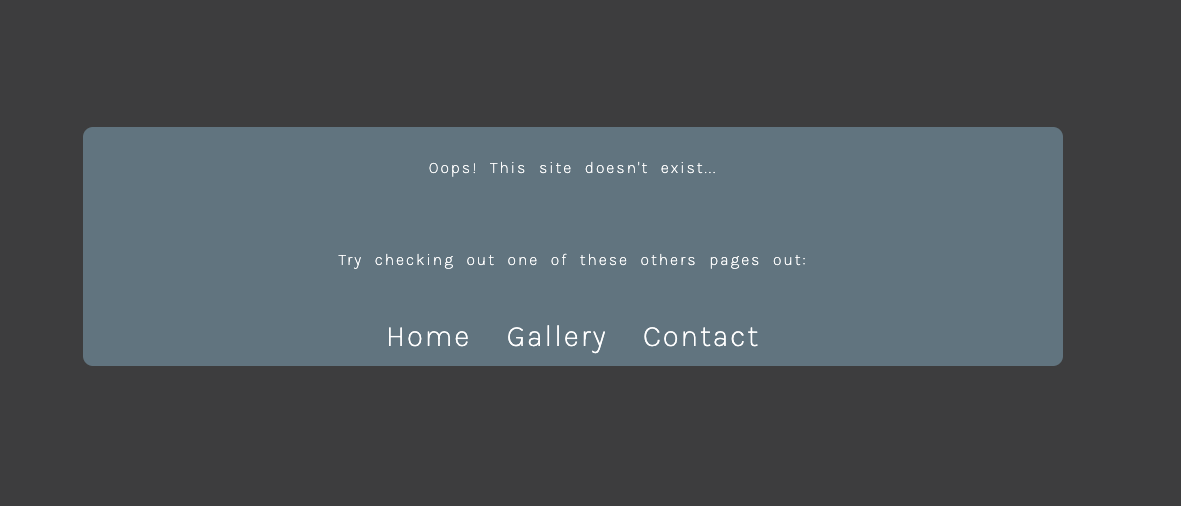 Oops! This site doesn't exist...
Try checking out one of these others pages out:
Home Gallery Contact